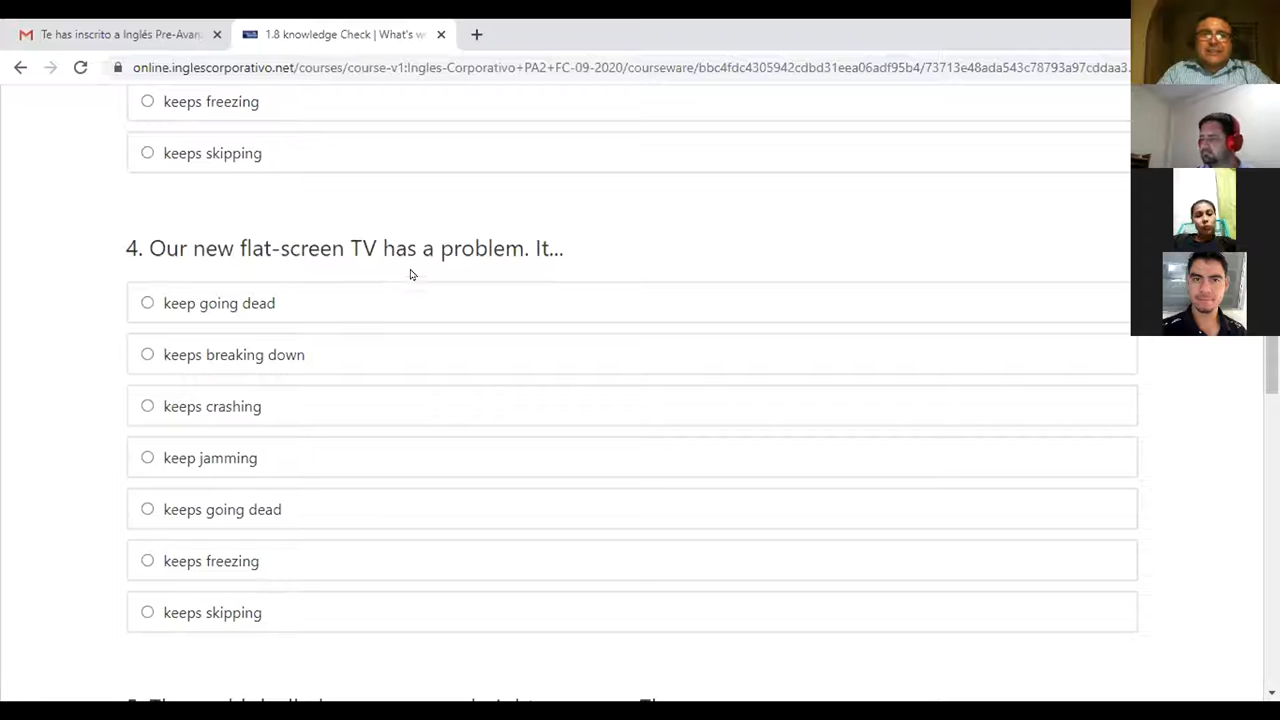 Te has inscrito a Inglés Pre-Avan
1.8 knowledge Check | What's w
online.inglescorporativo.net/courses/course-v1:Ingles-Corporativo+PA2+FC-09-2020/courseware/bbc4fdc4305942cdbd31eea06adf95b4/73713e48ada543c78793a97cddaa3...
keeps freezing
keeps skipping
4. Our new flat-screen TV has a problem. It...
keep going dead
keeps breaking down
keeps crashing
keep jamming
keeps going dead
keeps freezing
keeps skipping